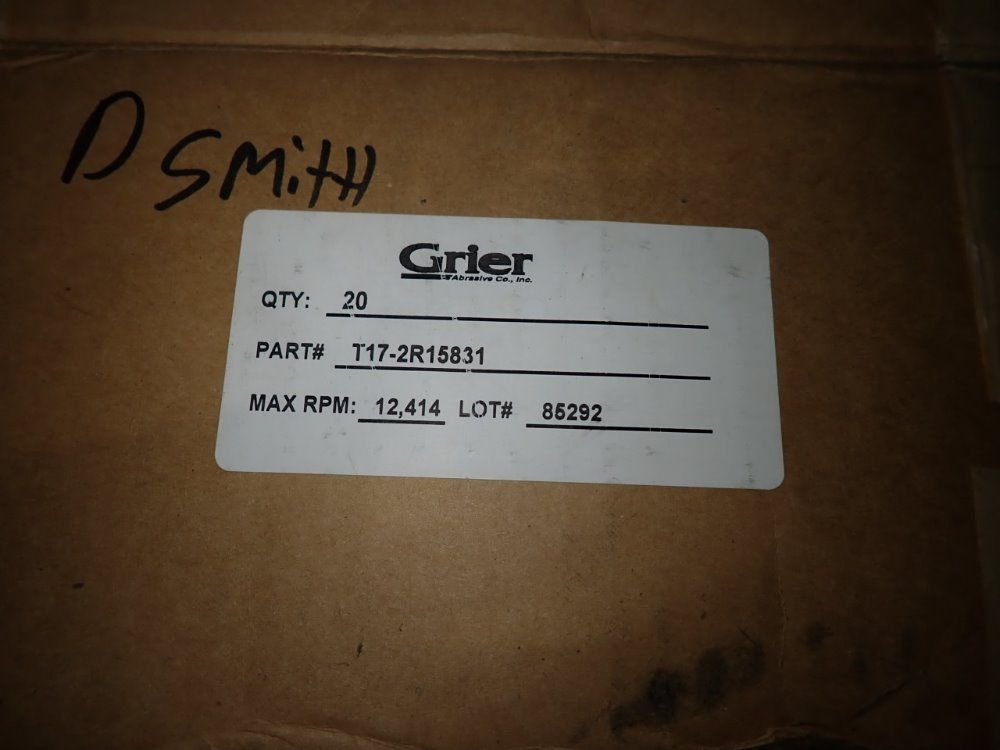 D SMitH
Grier
Abrasive Co., Inc.
QTY: 20
PART# T17-2R15831
MAX RPM: 12,414 LOT# 85292